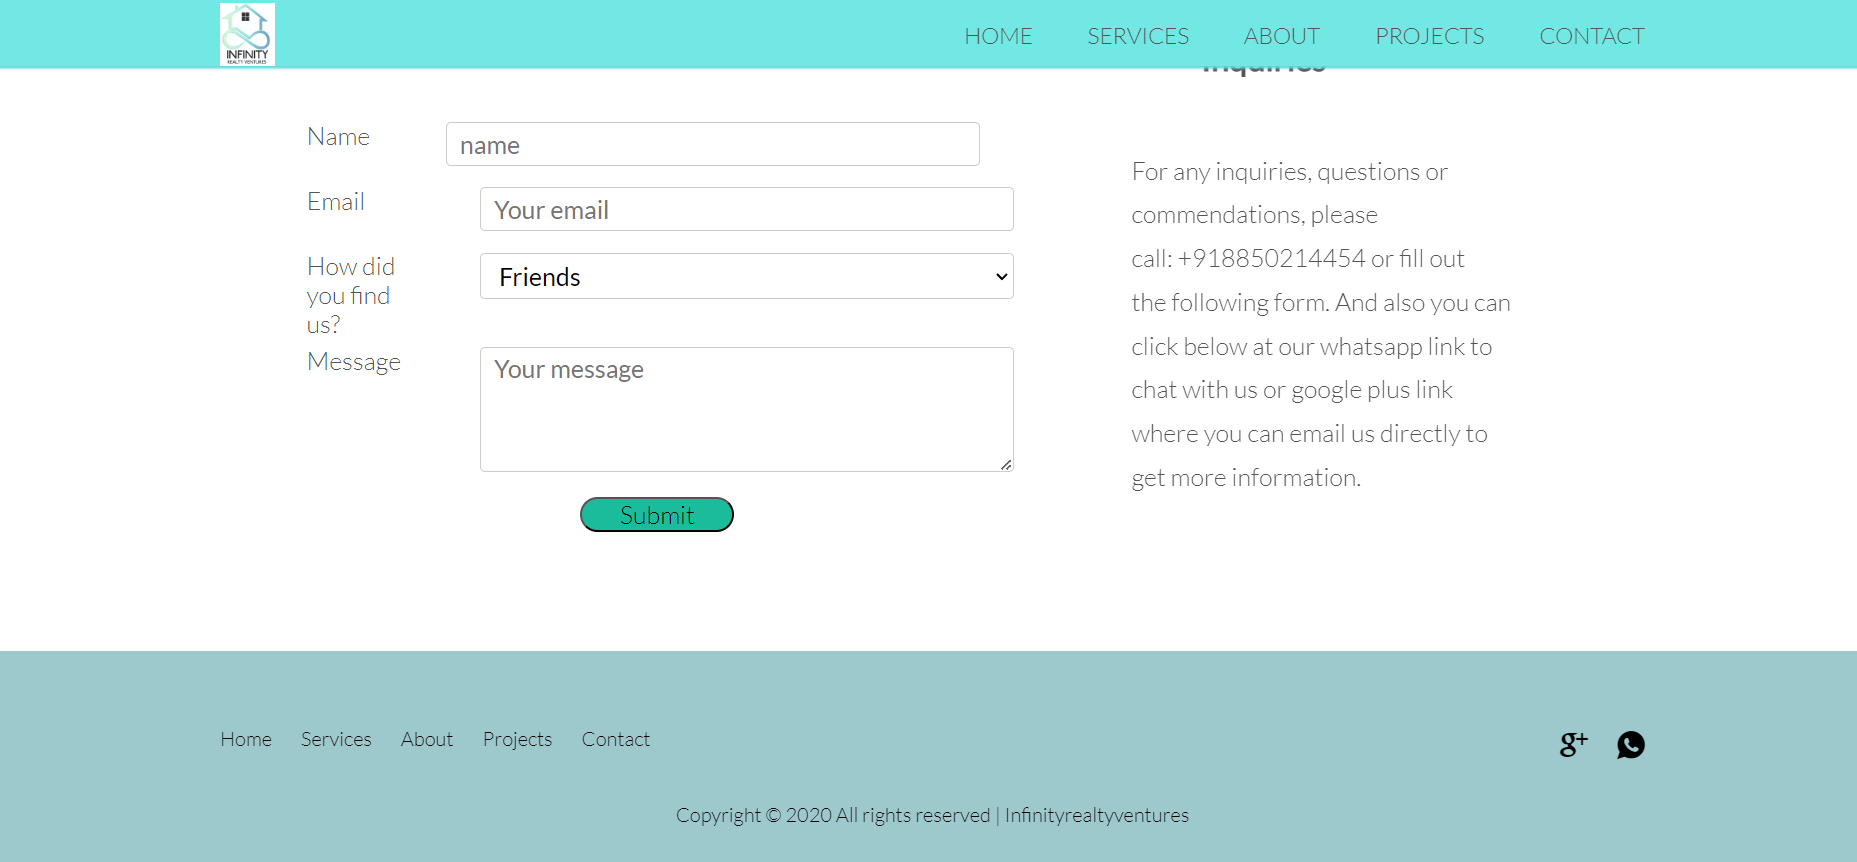 INFINITY
REALTY VENTURES
HOME SERVICES ABOUT PROJECTS CONTACT
Inquiries
Name
name
Email
Your email
How did
you find
us?
Friends
Message
Your message
Submit
For any inquiries, questions or
commendations, please
call: +918850214454 or fill out
the following form. And also you can
click below at our whatsapp link to
chat with us or google plus link
where you can email us directly to
get more information.
Home Services About Projects Contact
g+
Copyright © 2020 All rights reserved | Infinityrealtyventures